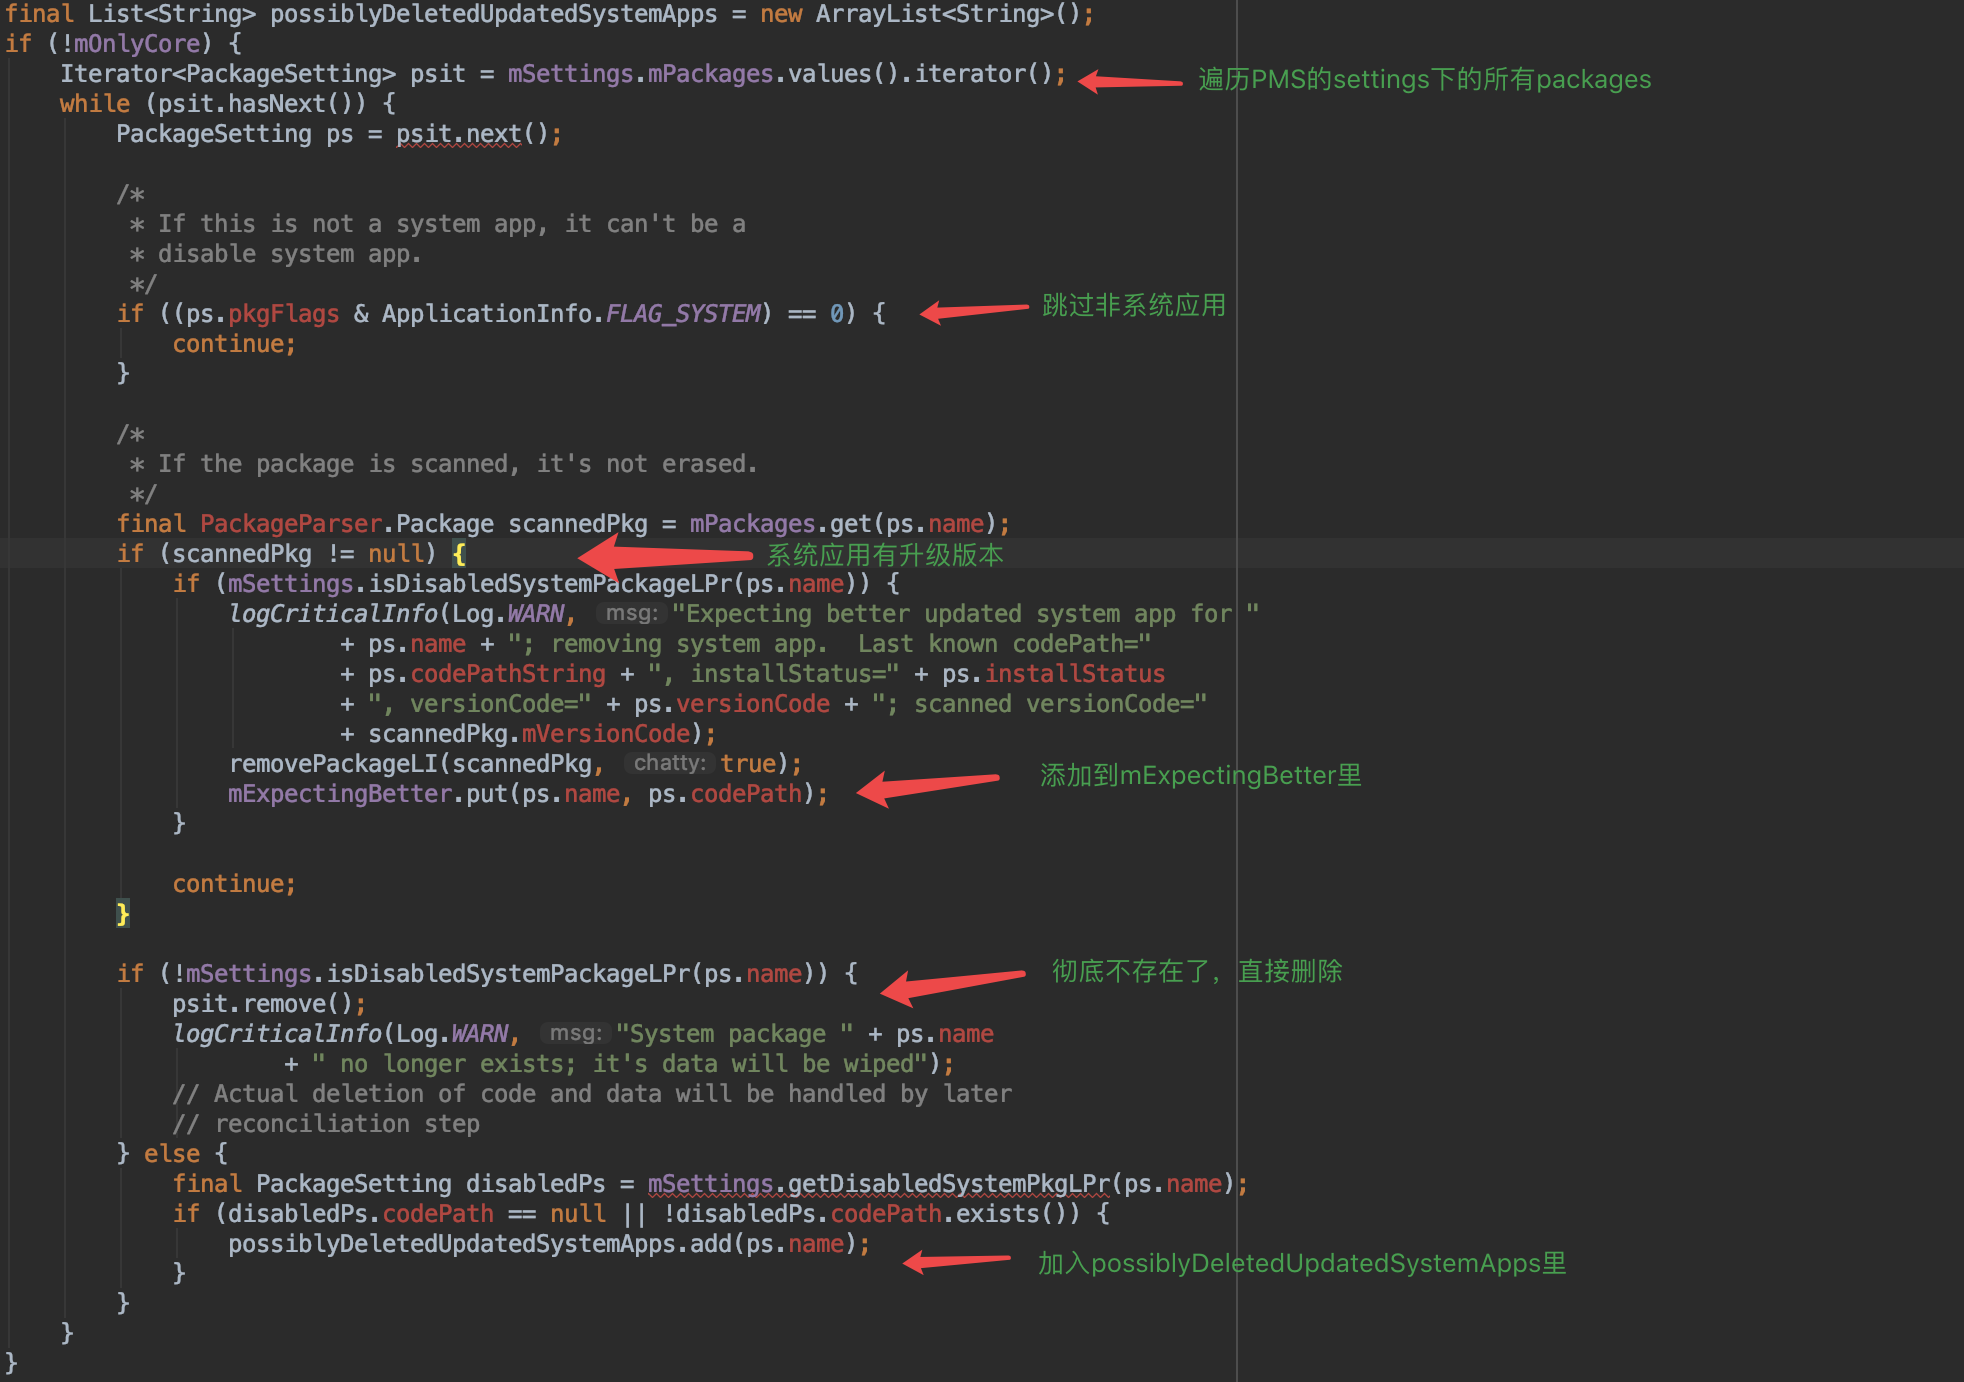 final List<String> possiblyDeletedUpdatedSystemApps = new ArrayList<String>();
if (!mOnlyCore) {
Iterator<PackageSetting> psit = mSettings.mPackages.values().iterator(); 遍历PMS的settings下的所有packages
while (psit.hasNext()) {
PackageSetting ps = psit.next();
/*
* If this is not a system app, it can't be a
* disable system app.
*/
if ((ps.pkgFlags & ApplicationInfo.FLAG_SYSTEM) == 0) { 跳过非系统应用
continue;
}
/*
* If the package is scanned, it's not erased.
*/
final PackageParser.Package scannedPkg = mPackages.get(ps.name);
if (scannedPkg != null) { 系统应用有升级版本
if (mSettings.isDisabledSystemPackageLPr(ps.name)) {
logCriticalInfo(Log.WARN, msg: "Expecting better updated system app for "
+ ps.name + "; removing system app.  Last known codePath="
+ ps.codePathString + ", installStatus=" + ps.installStatus
+ ", versionCode=" + ps.versionCode + "; scanned versionCode="
+ scannedPkg.mVersionCode);
removePackageLI(scannedPkg, chatty: true);
mExpectingBetter.put(ps.name, ps.codePath); 添加到mExpectingBetter里
}
continue;
}
if (!mSettings.isDisabledSystemPackageLPr(ps.name)) { 彻底不存在了，直接删除
psit.remove();
logCriticalInfo(Log.WARN, msg: "System package " + ps.name
+ " no longer exists; it's data will be wiped");
// Actual deletion of code and data will be handled by later
// reconciliation step
} else {
final PackageSetting disabledPs = mSettings.getDisabledSystemPkgLPr(ps.name);
if (disabledPs.codePath == null || !disabledPs.codePath.exists()) {
possiblyDeletedUpdatedSystemApps.add(ps.name); 加入possiblyDeletedUpdatedSystemApps里
}
}
}
}